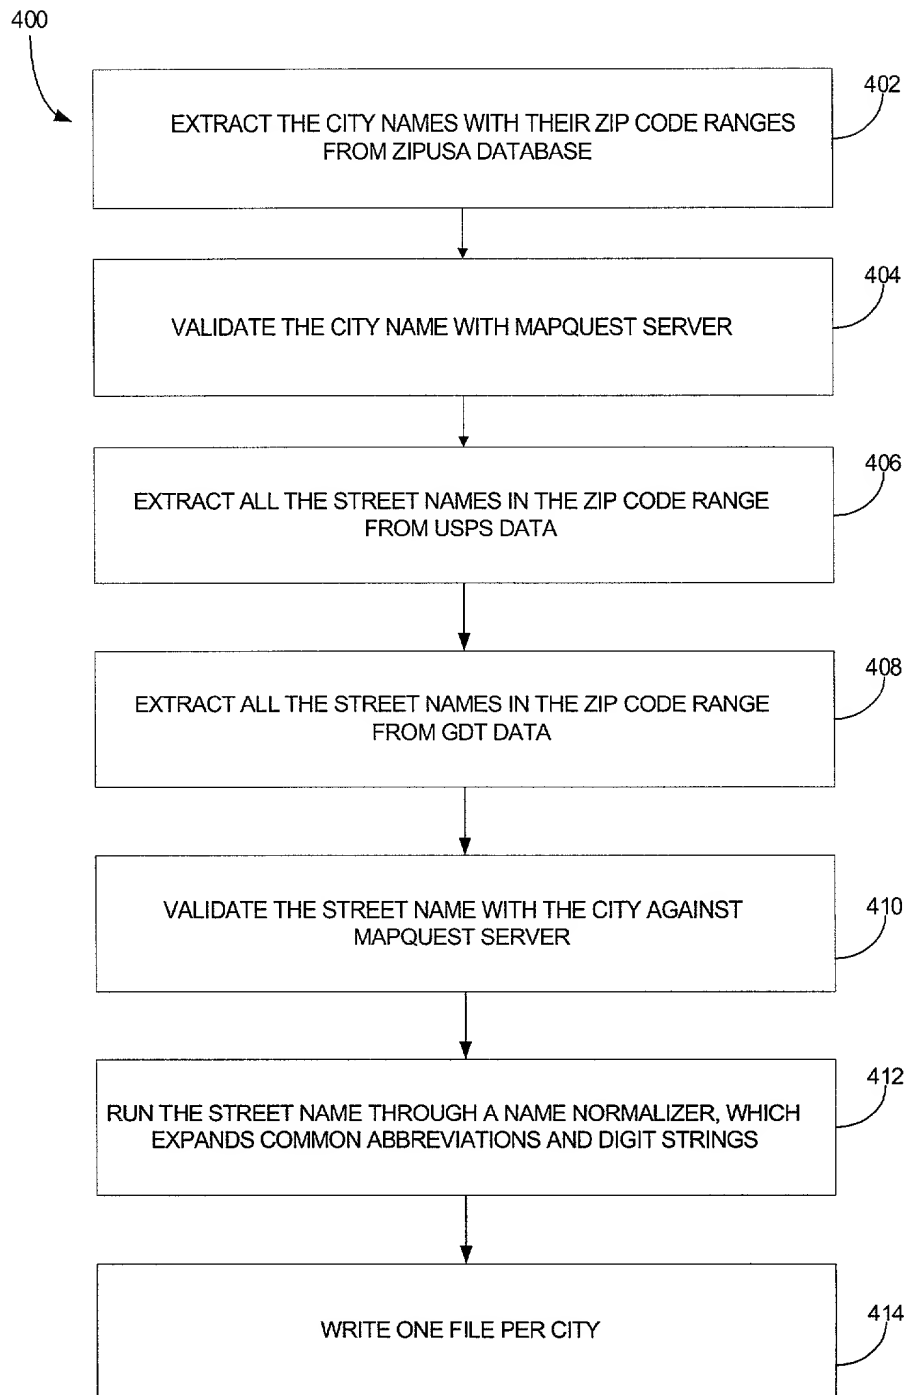 400
402
EXTRACT THE CITY NAMES WITH THEIR ZIP CODE RANGES
FROM ZIPUSA DATABASE
404
VALIDATE THE CITY NAME WITH MAPQUEST SERVER
406
EXTRACT ALL THE STREET NAMES IN THE ZIP CODE RANGE
FROM USPS DATA
408
EXTRACT ALL THE STREET NAMES IN THE ZIP CODE RANGE
FROM GDT DATA
410
VALIDATE THE STREET NAME WITH THE CITY AGAINST
MAPQUEST SERVER
412
RUN THE STREET NAME THROUGH A NAME NORMALIZER, WHICH
EXPANDS COMMON ABBREVIATIONS AND DIGIT STRINGS
414
WRITE ONE FILE PER CITY